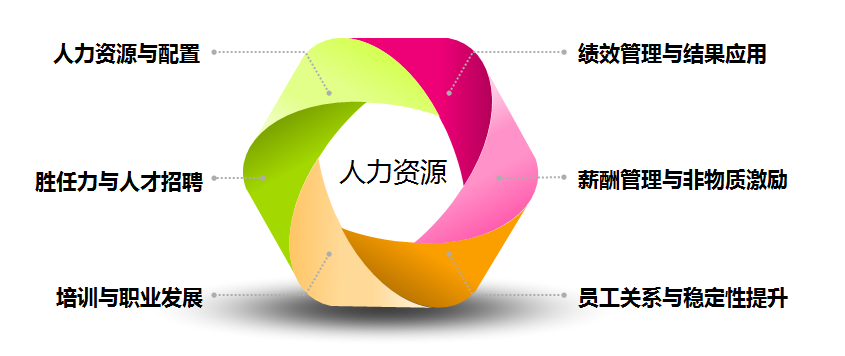 人力资源与配置
绩效管理与结果应用
人力资源
胜任力与人才招聘
薪酬管理与非物质激励
培训与职业发展
员工关系与稳定性提升